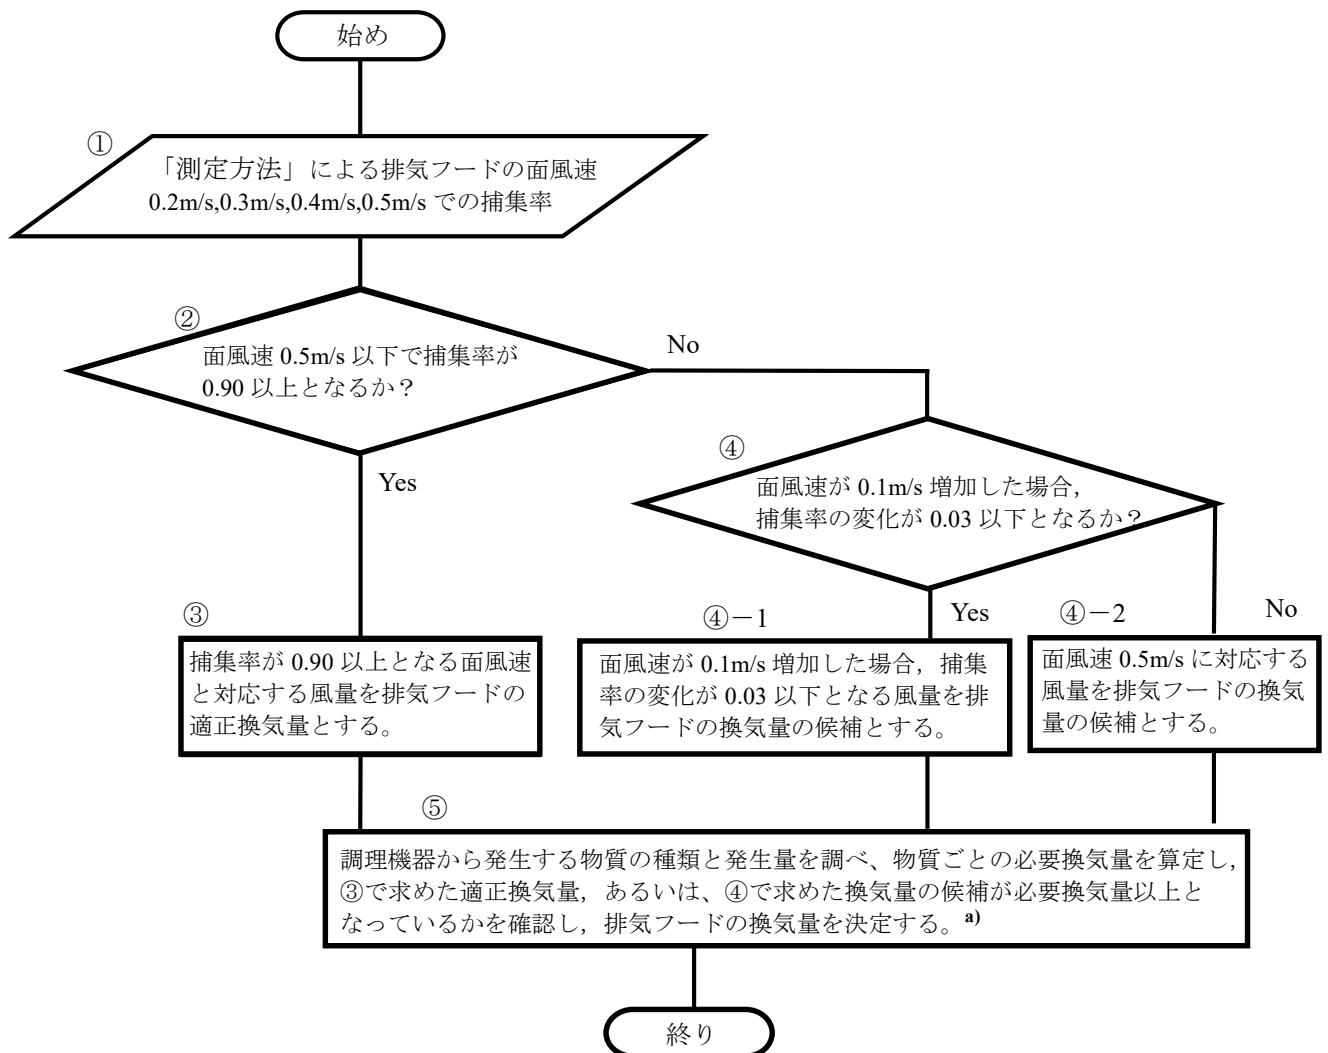 始め
①
「測定方法」による排気フードの面風速
0.2m/s,0.3m/s,0.4m/s,0.5m/s での捕集率
②
面風速 0.5m/s 以下で捕集率が
0.90 以上となるか？
No
Yes
④
面風速が 0.1m/s 増加した場合，
捕集率の変化が 0.03 以下となるか？
③
捕集率が 0.90 以上となる面風速
と対応する風量を排気フードの
適正換気量とする。
④－1
Yes
面風速が 0.1m/s 増加した場合，捕集
率の変化が 0.03 以下となる風量を排
気フードの換気量の候補とする。
④－2
No
面風速 0.5m/s に対応する
風量を排気フードの換気
量の候補とする。
⑤
調理機器から発生する物質の種類と発生量を調べ、物質ごとの必要換気量を算定し，
③で求めた適正換気量，あるいは、④で求めた換気量の候補が必要換気量以上と
なっているかを確認し，排気フードの換気量を決定する。a)
終り